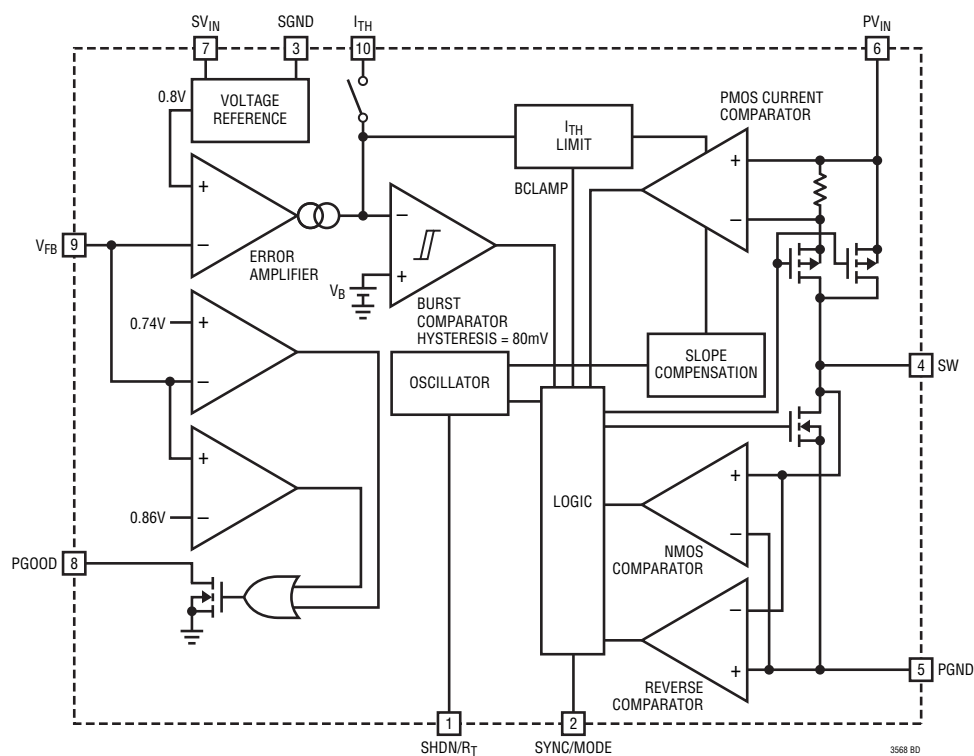 SVIN
SGND
ITH
PVIN
7
3
10
6
0.8V
VOLTAGE
REFERENCE
PMOS CURRENT
COMPARATOR
ITH
LIMIT
BCLAMP
+
−
ERROR
AMPLIFIER
VFB
9
−
+
VB
BURST
COMPARATOR
HYSTERESIS = 80mV
+
−
0.74V
+
−
OSCILLATOR
SLOPE
COMPENSATION
4
SW
+
0.86V
−
LOGIC
+
−
NMOS
COMPARATOR
PGOOD
8
−
+
REVERSE
COMPARATOR
5
PGND
1
2
SHDN/RT
SYNC/MODE
3568 BD